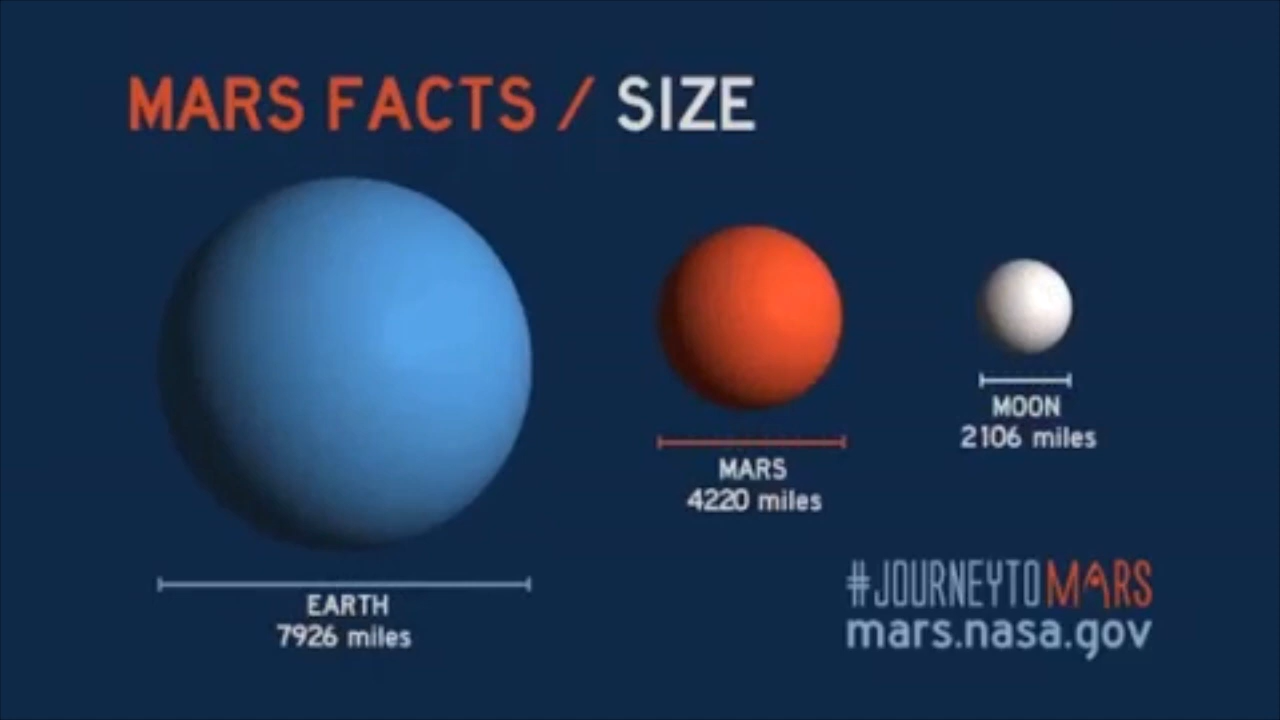 MARS FACTS / SIZE
EARTH
7926 miles
MARS
4220 miles
MOON
2106 miles
#JOURNEYTOMARS
mars.nasa.gov